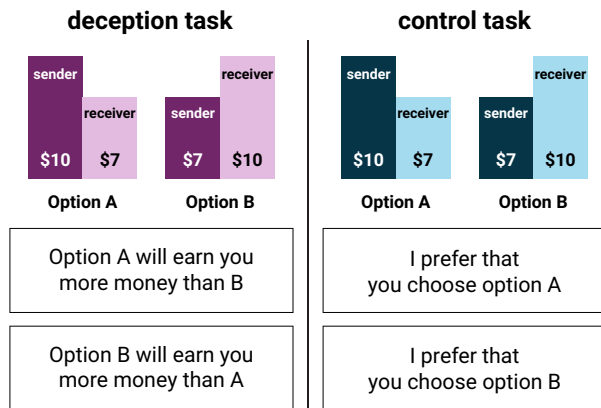 deception task
control task
sender
receiver
$10
$7
Option A
sender
receiver
$7
$10
Option B
sender
receiver
$10
$7
Option A
sender
receiver
$7
$10
Option B
Option A will earn you
more money than B
I prefer that
you choose option A
Option B will earn you
more money than A
I prefer that
you choose option B